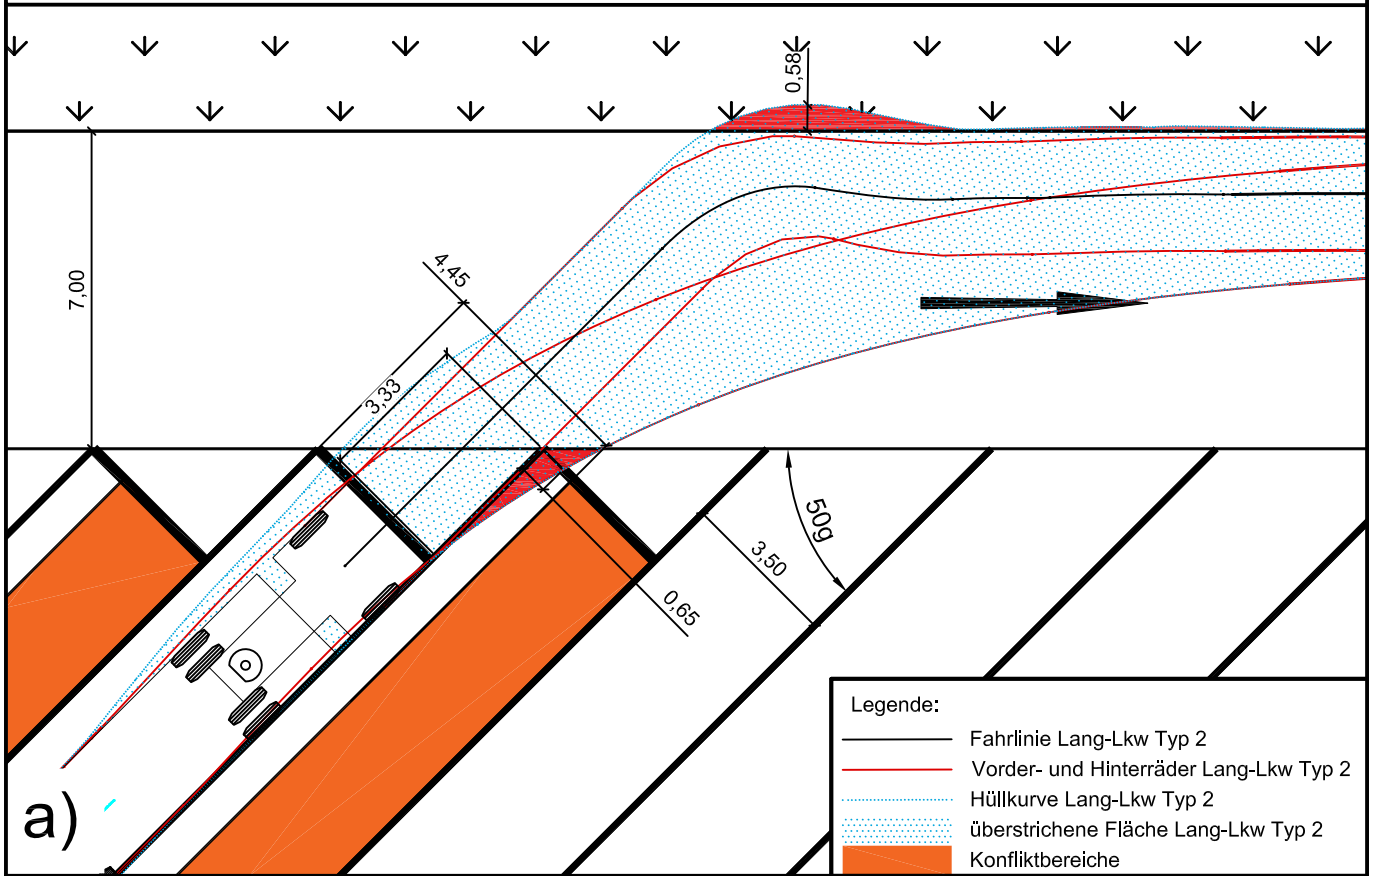 0,58
4,45
7,00
3,33
50g
3,50
0,65
a)
Legende:
Fahrlinie Lang-Lkw Typ 2
Vorder- und Hinterräder Lang-Lkw Typ 2
Hüllkurve Lang-Lkw Typ 2
überstrichene Fläche Lang-Lkw Typ 2
Konfliktbereiche